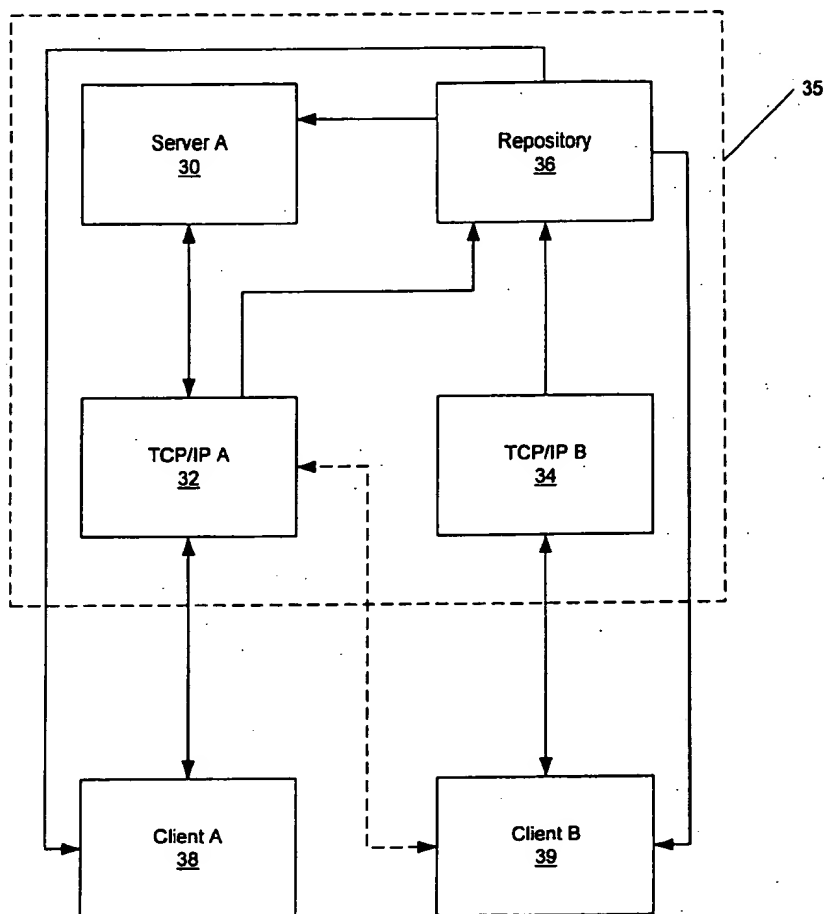 35
Server A
30
Repository
36
TCP/IP A
32
TCP/IP B
34
Client A
38
Client B
39